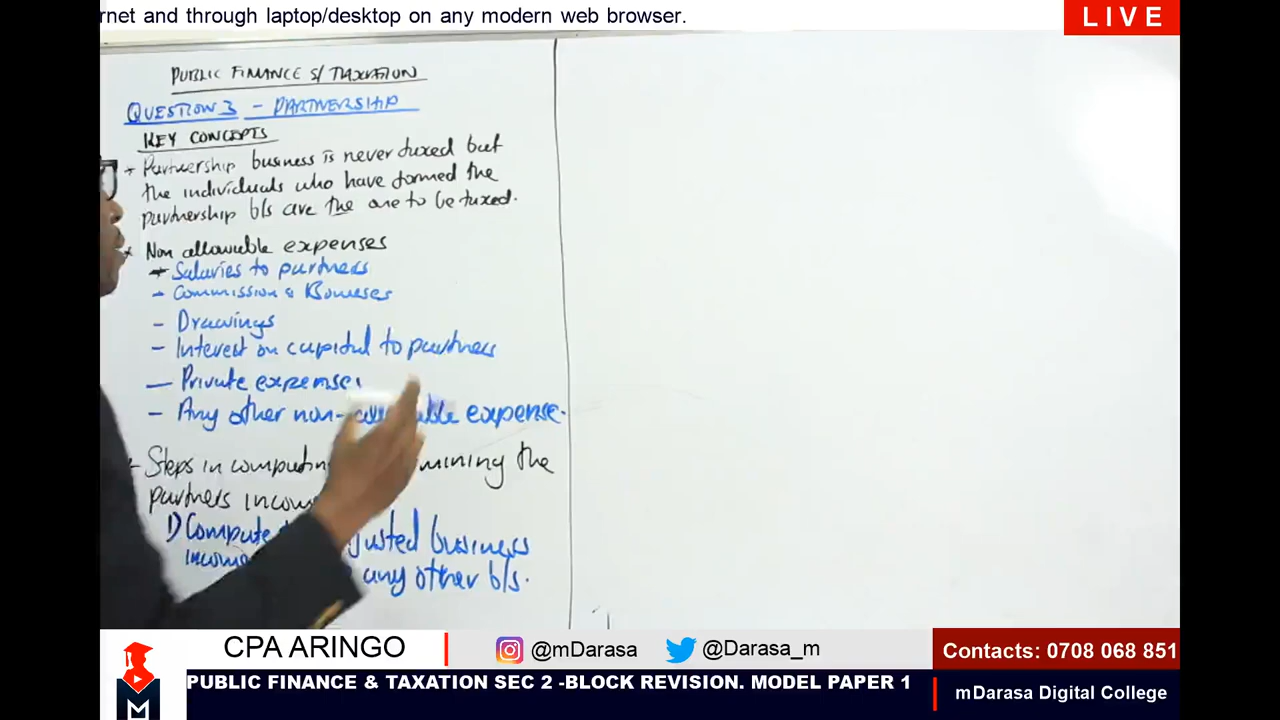 rnet and through laptop/desktop on any modern web browser.
LIVE
PUBLIC FINANCE & TAXATION
QUESTION 3 - PARTNERSHIP
KEY CONCEPTS
* Partnership business is never taxed but
the individuals who have formed the
partnership b/s are the one to be taxed.
* Non allowable expenses
- Salaries to partners
- Commission & Bonuses
- Drawings
- Interest on capital to partners
- Private expenses
- Any other non- expense.
- Steps in computing the
partners
1) Compute business
any other b/s.
CPA ARINGO
@mDarasa
@Darasa_m
Contacts: 0708 068 851
M
PUBLIC FINANCE & TAXATION SEC 2 -BLOCK REVISION. MODEL PAPER 1
mDarasa Digital College